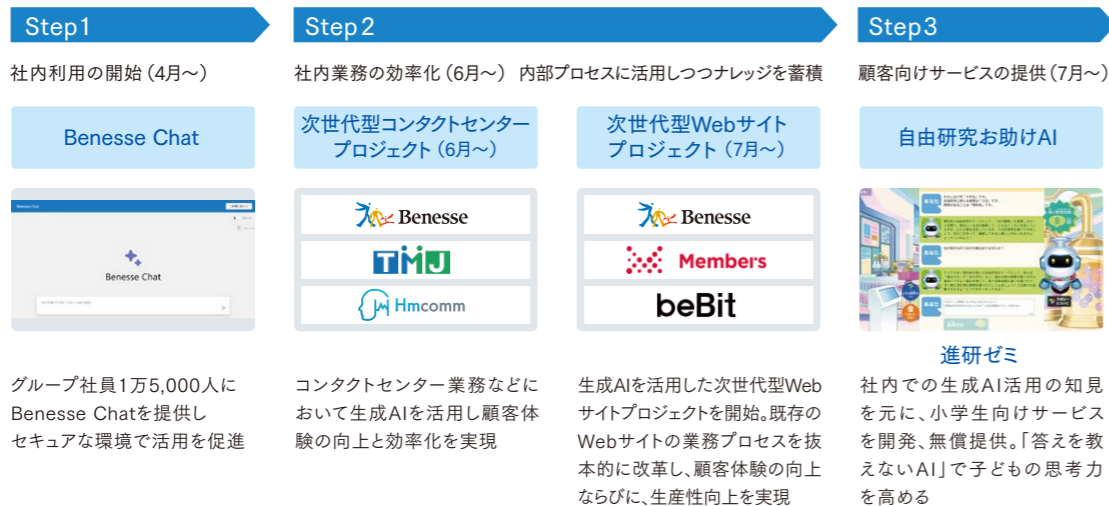 Step1
社内利用の開始(4月〜)
Benesse Chat
Benesse Chat
Benesse Chat
グループ社員1万5,000人に
Benesse Chatを提供し
セキュアな環境で活用を促進
Step2
社内業務の効率化(6月〜) 内部プロセスに活用しつつナレッジを蓄積
次世代型コンタクトセンター
プロジェクト(6月〜)
Benesse
TMJ
Hmcomm
コンタクトセンター業務などに
おいて生成AIを活用し顧客体
験の向上と効率化を実現
次世代型Webサイト
プロジェクト(7月〜)
Benesse
Members
beBit
生成AIを活用した次世代型Web
サイトプロジェクトを開始。既存の
Webサイトの業務プロセスを抜
本的に改革し、顧客体験の向上
ならびに、生産性向上を実現
Step3
顧客向けサービスの提供(7月〜)
自由研究お助けAI
進研ゼミ
社内での生成AI活用の知見
を元に、小学生向けサービス
を開発、無償提供。「答えを教
えないAI」で子どもの思考力
を高める